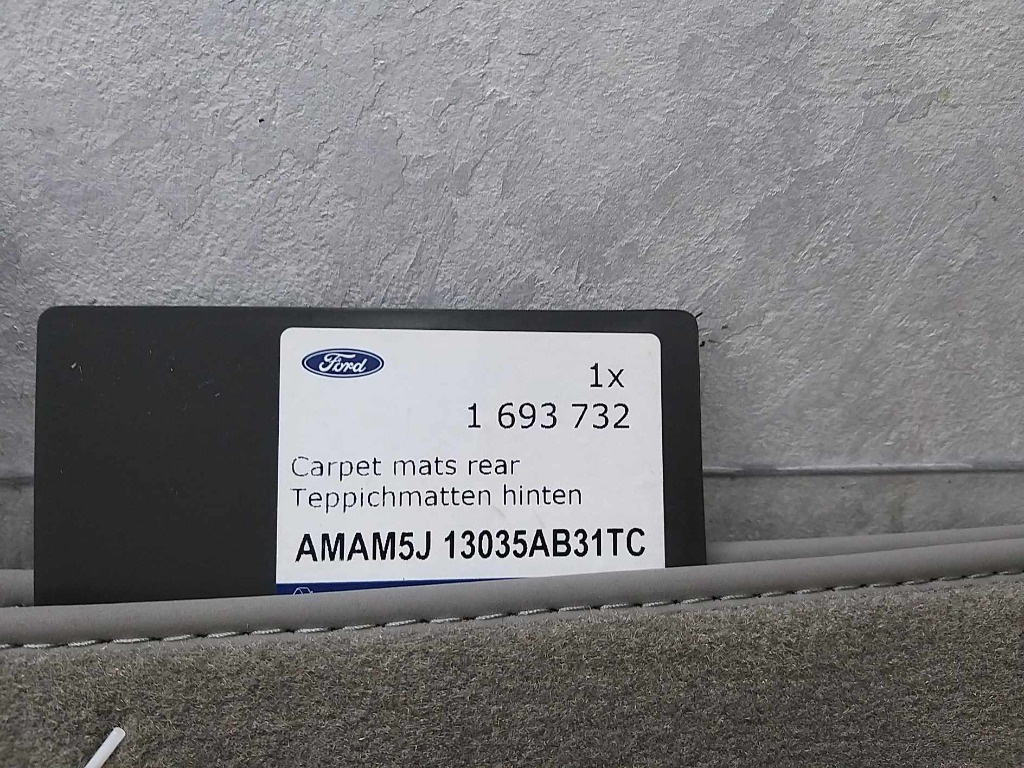 Ford
1x
1 693 732
Carpet mats rear
Teppichmatten hinten
AMAM5J 13035AB31TC